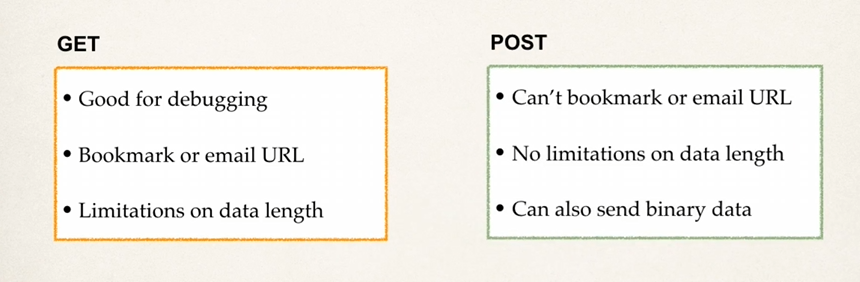 GET
• Good for debugging
• Bookmark or email URL
• Limitations on data length
POST
• Can’t bookmark or email URL
• No limitations on data length
• Can also send binary data